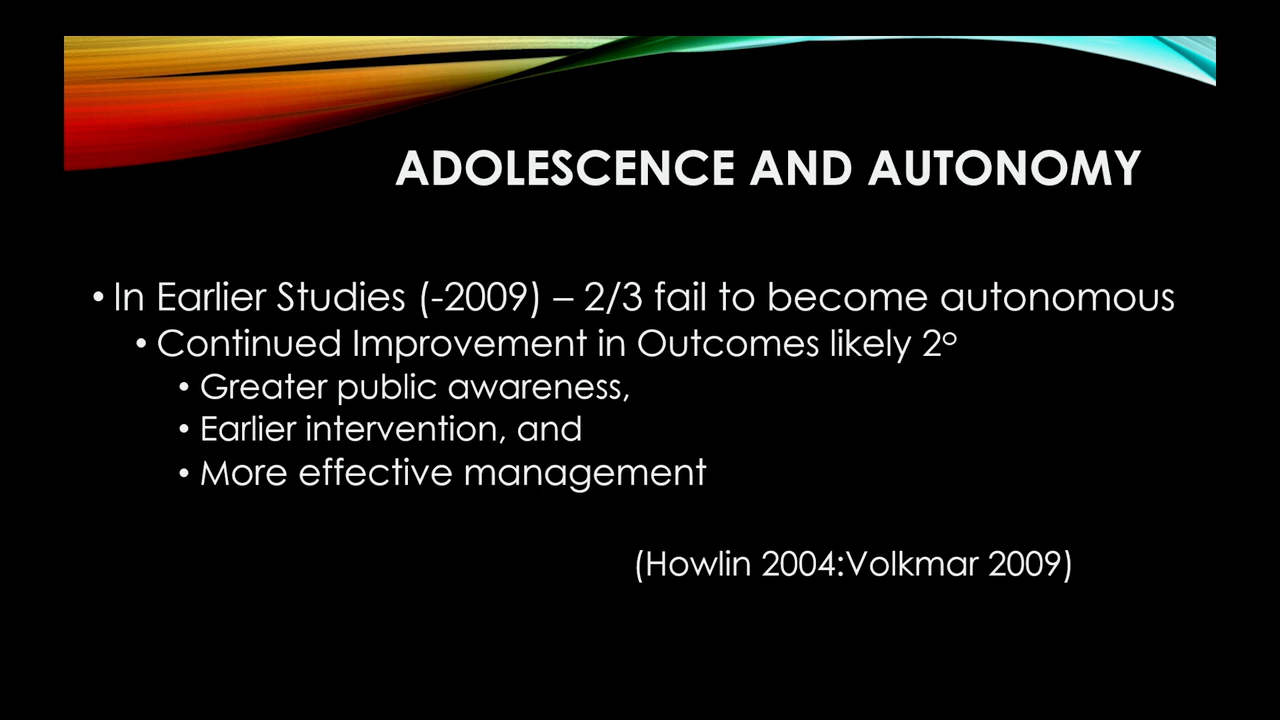 ADOLESCENCE AND AUTONOMY
• In Earlier Studies (-2009) – 2/3 fail to become autonomous
• Continued Improvement in Outcomes likely 2º
• Greater public awareness,
• Earlier intervention, and
• More effective management
(Howlin 2004:Volkmar 2009)